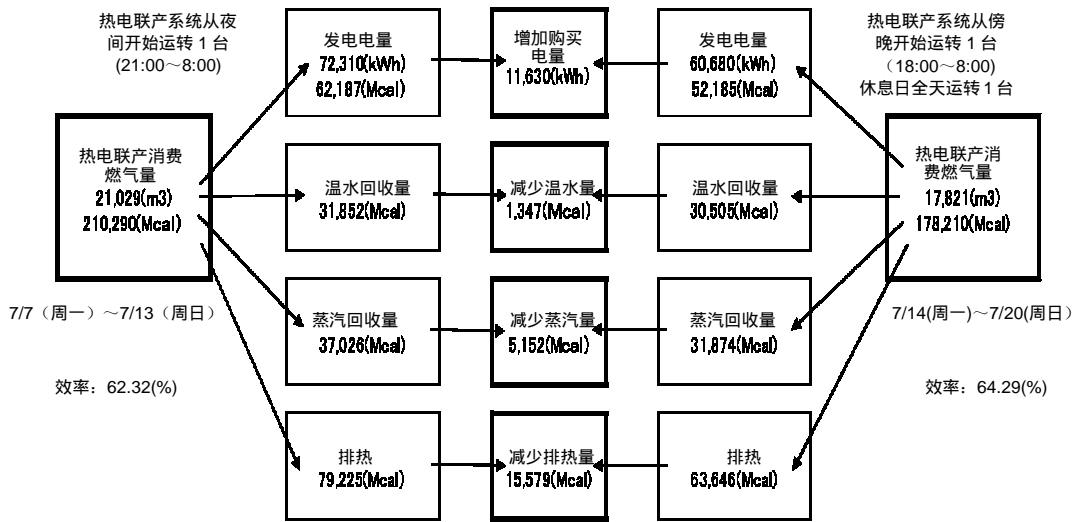 热电联产系统从夜
间开始运转 1 台
(21:00～8:00)
热电联产消费
燃气量
21,029(m3)
210,290(Mcal)
7/7（周一）～7/13（周日）
效率：62.32(%)
发电电量
72,310(kWh)
62,187(Mcal)
增加购买
电量
11,630(kWh)
发电电量
60,680(kWh)
52,185(Mcal)
温水回收量
31,852(Mcal)
减少温水量
1,347(Mcal)
温水回收量
30,505(Mcal)
蒸汽回收量
37,026(Mcal)
减少蒸汽量
5,152(Mcal)
蒸汽回收量
31,874(Mcal)
排热
79,225(Mcal)
减少排热量
15,579(Mcal)
排热
63,646(Mcal)
热电联产系统从傍
晚开始运转 1 台
（18:00～8:00)
休息日全天运转 1 台
热电联产消
费燃气量
17,821(m3)
178,210(Mcal)
7/14(周一)～7/20(周日）
效率：64.29(%)